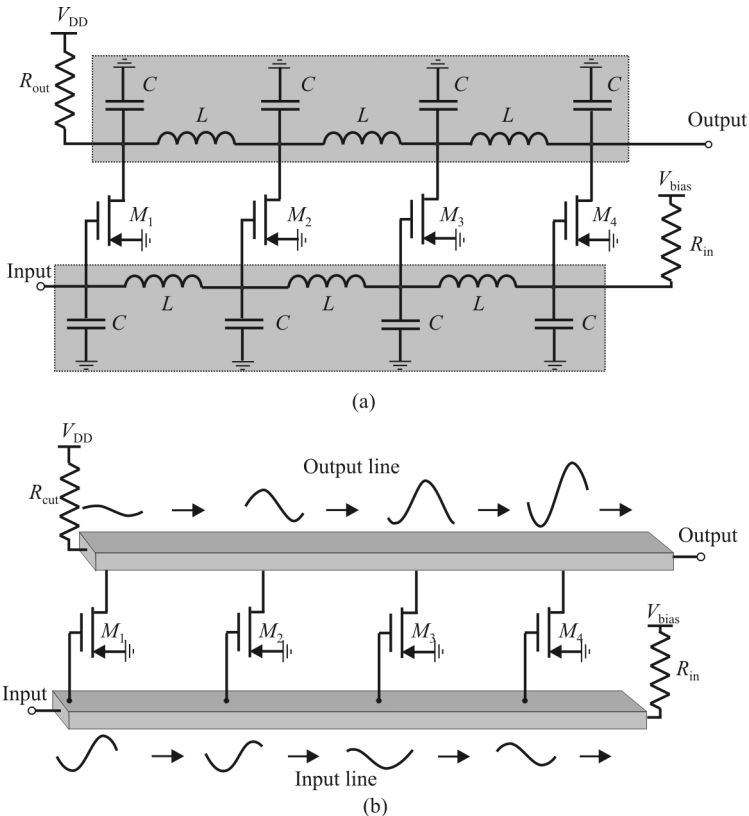 V_DD
R_out
C C C C
L L L
Output
V_bias
M_1 M_2 M_3 M_4
R_in
Input
L L L
C C C C
(a)
V_DD
Output line
R_cut
Output
M_1 M_2 M_3 M_4
V_bias
R_in
Input
Input line
(b)